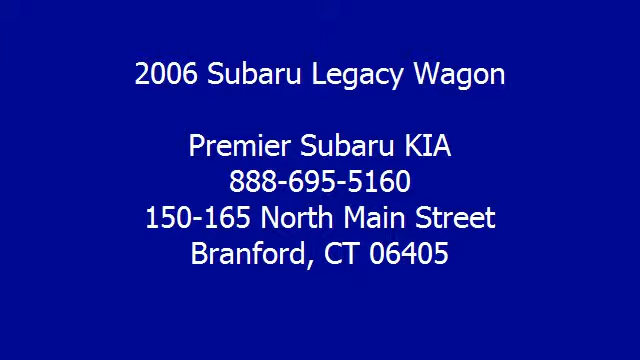 2006 Subaru Legacy Wagon
Premier Subaru KIA
888-695-5160
150-165 North Main Street
Branford, CT 06405